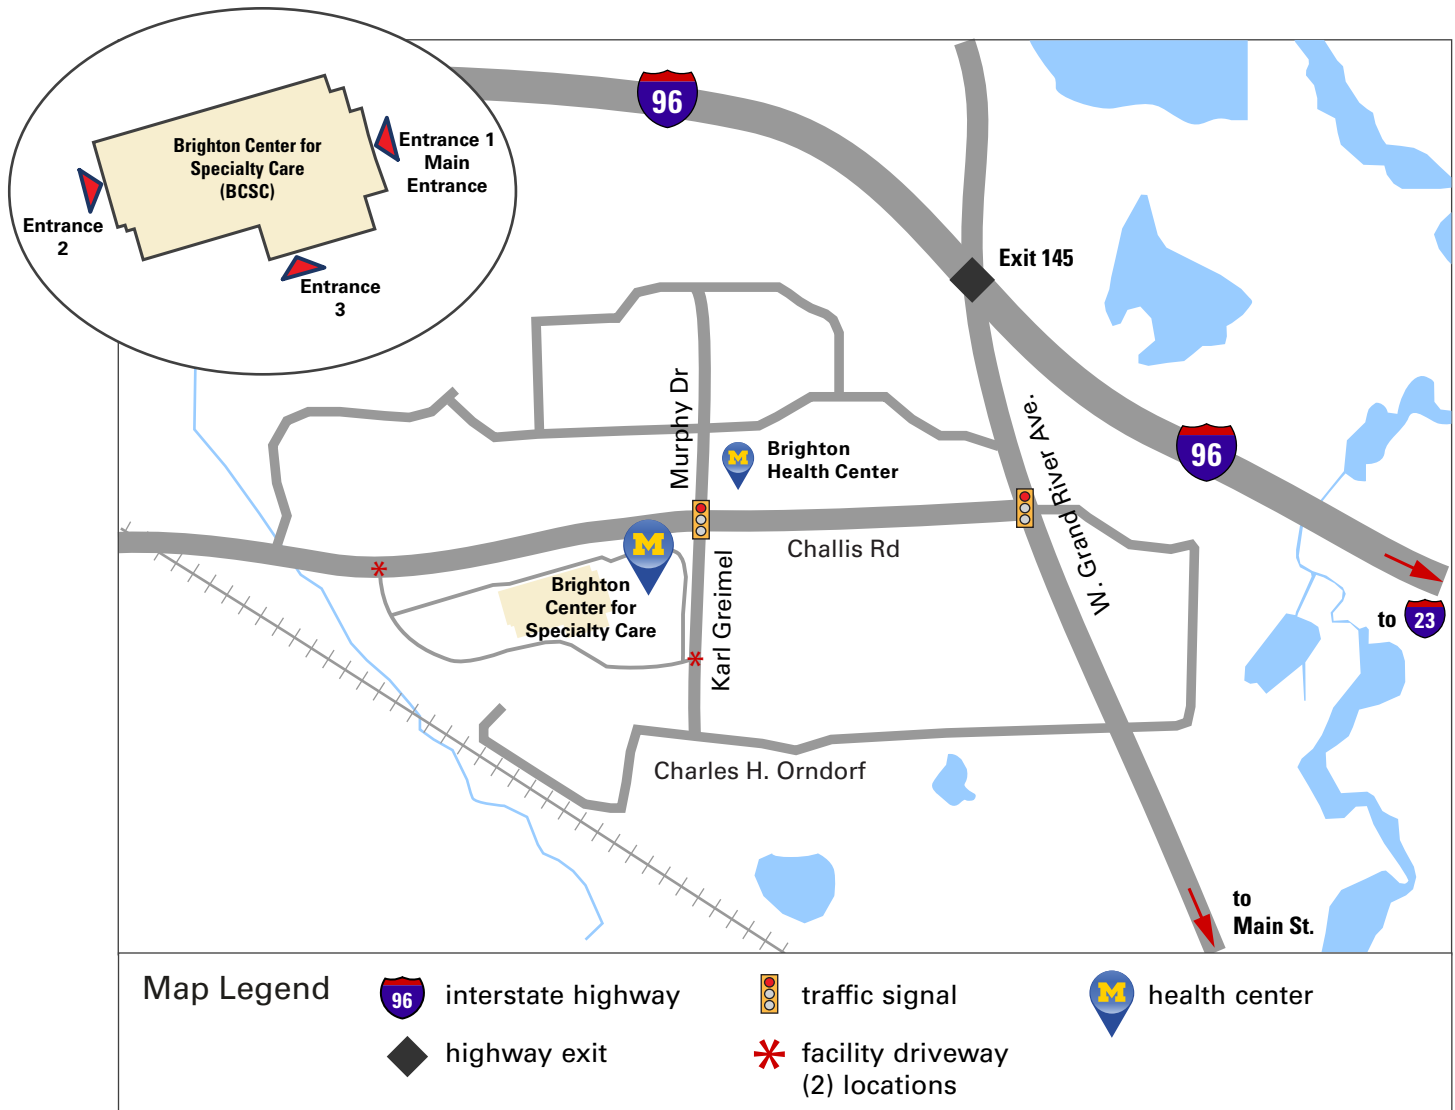 96
Brighton Center for
Specialty Care
(BCSC)
Entrance 1
Main
Entrance
Entrance
2
Entrance
3
Exit 145
Murphy Dr
M
Brighton
Health Center
W. Grand River Ave.
96
M
Challis Rd
Brighton
Center for
Specialty Care
Karl Greimel
to 23
Charles H. Orndorf
to
Main St.
Map Legend
96 interstate highway
traffic signal
M health center
highway exit
facility driveway
(2) locations